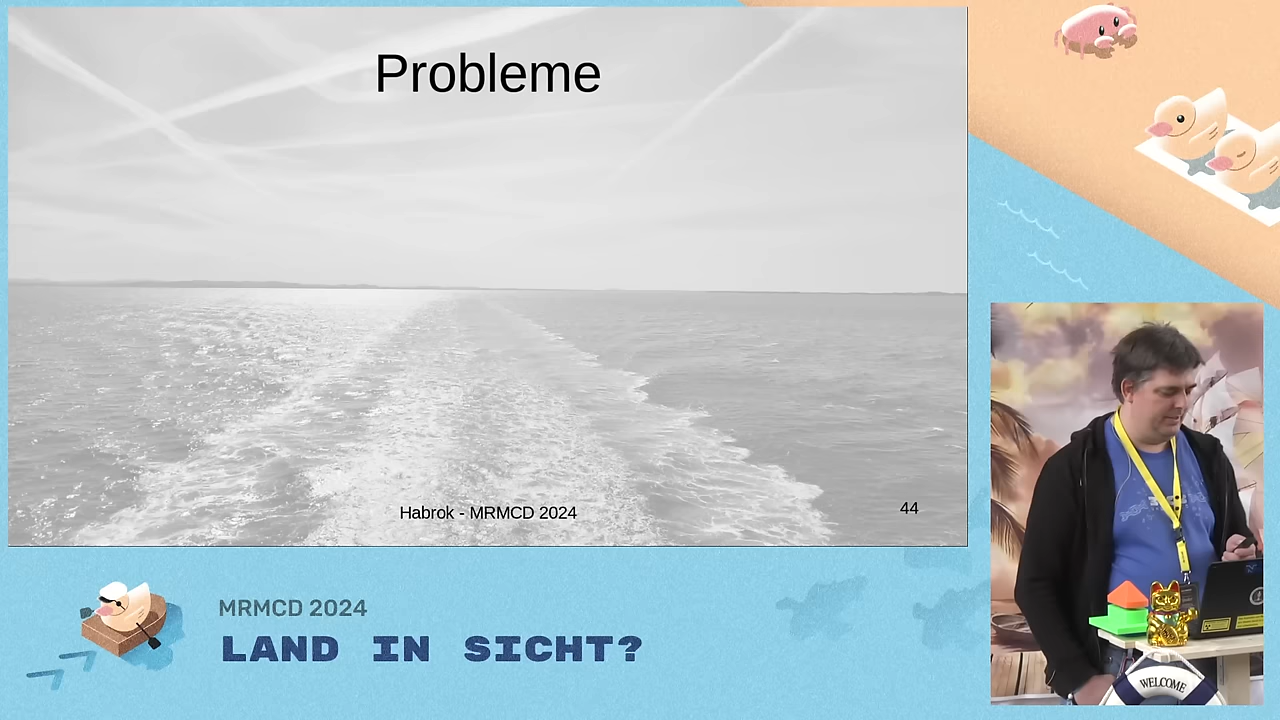 Probleme
Habrok - MRMCD 2024
44
MRMCD 2024
LAND IN SICHT?
WELCOME